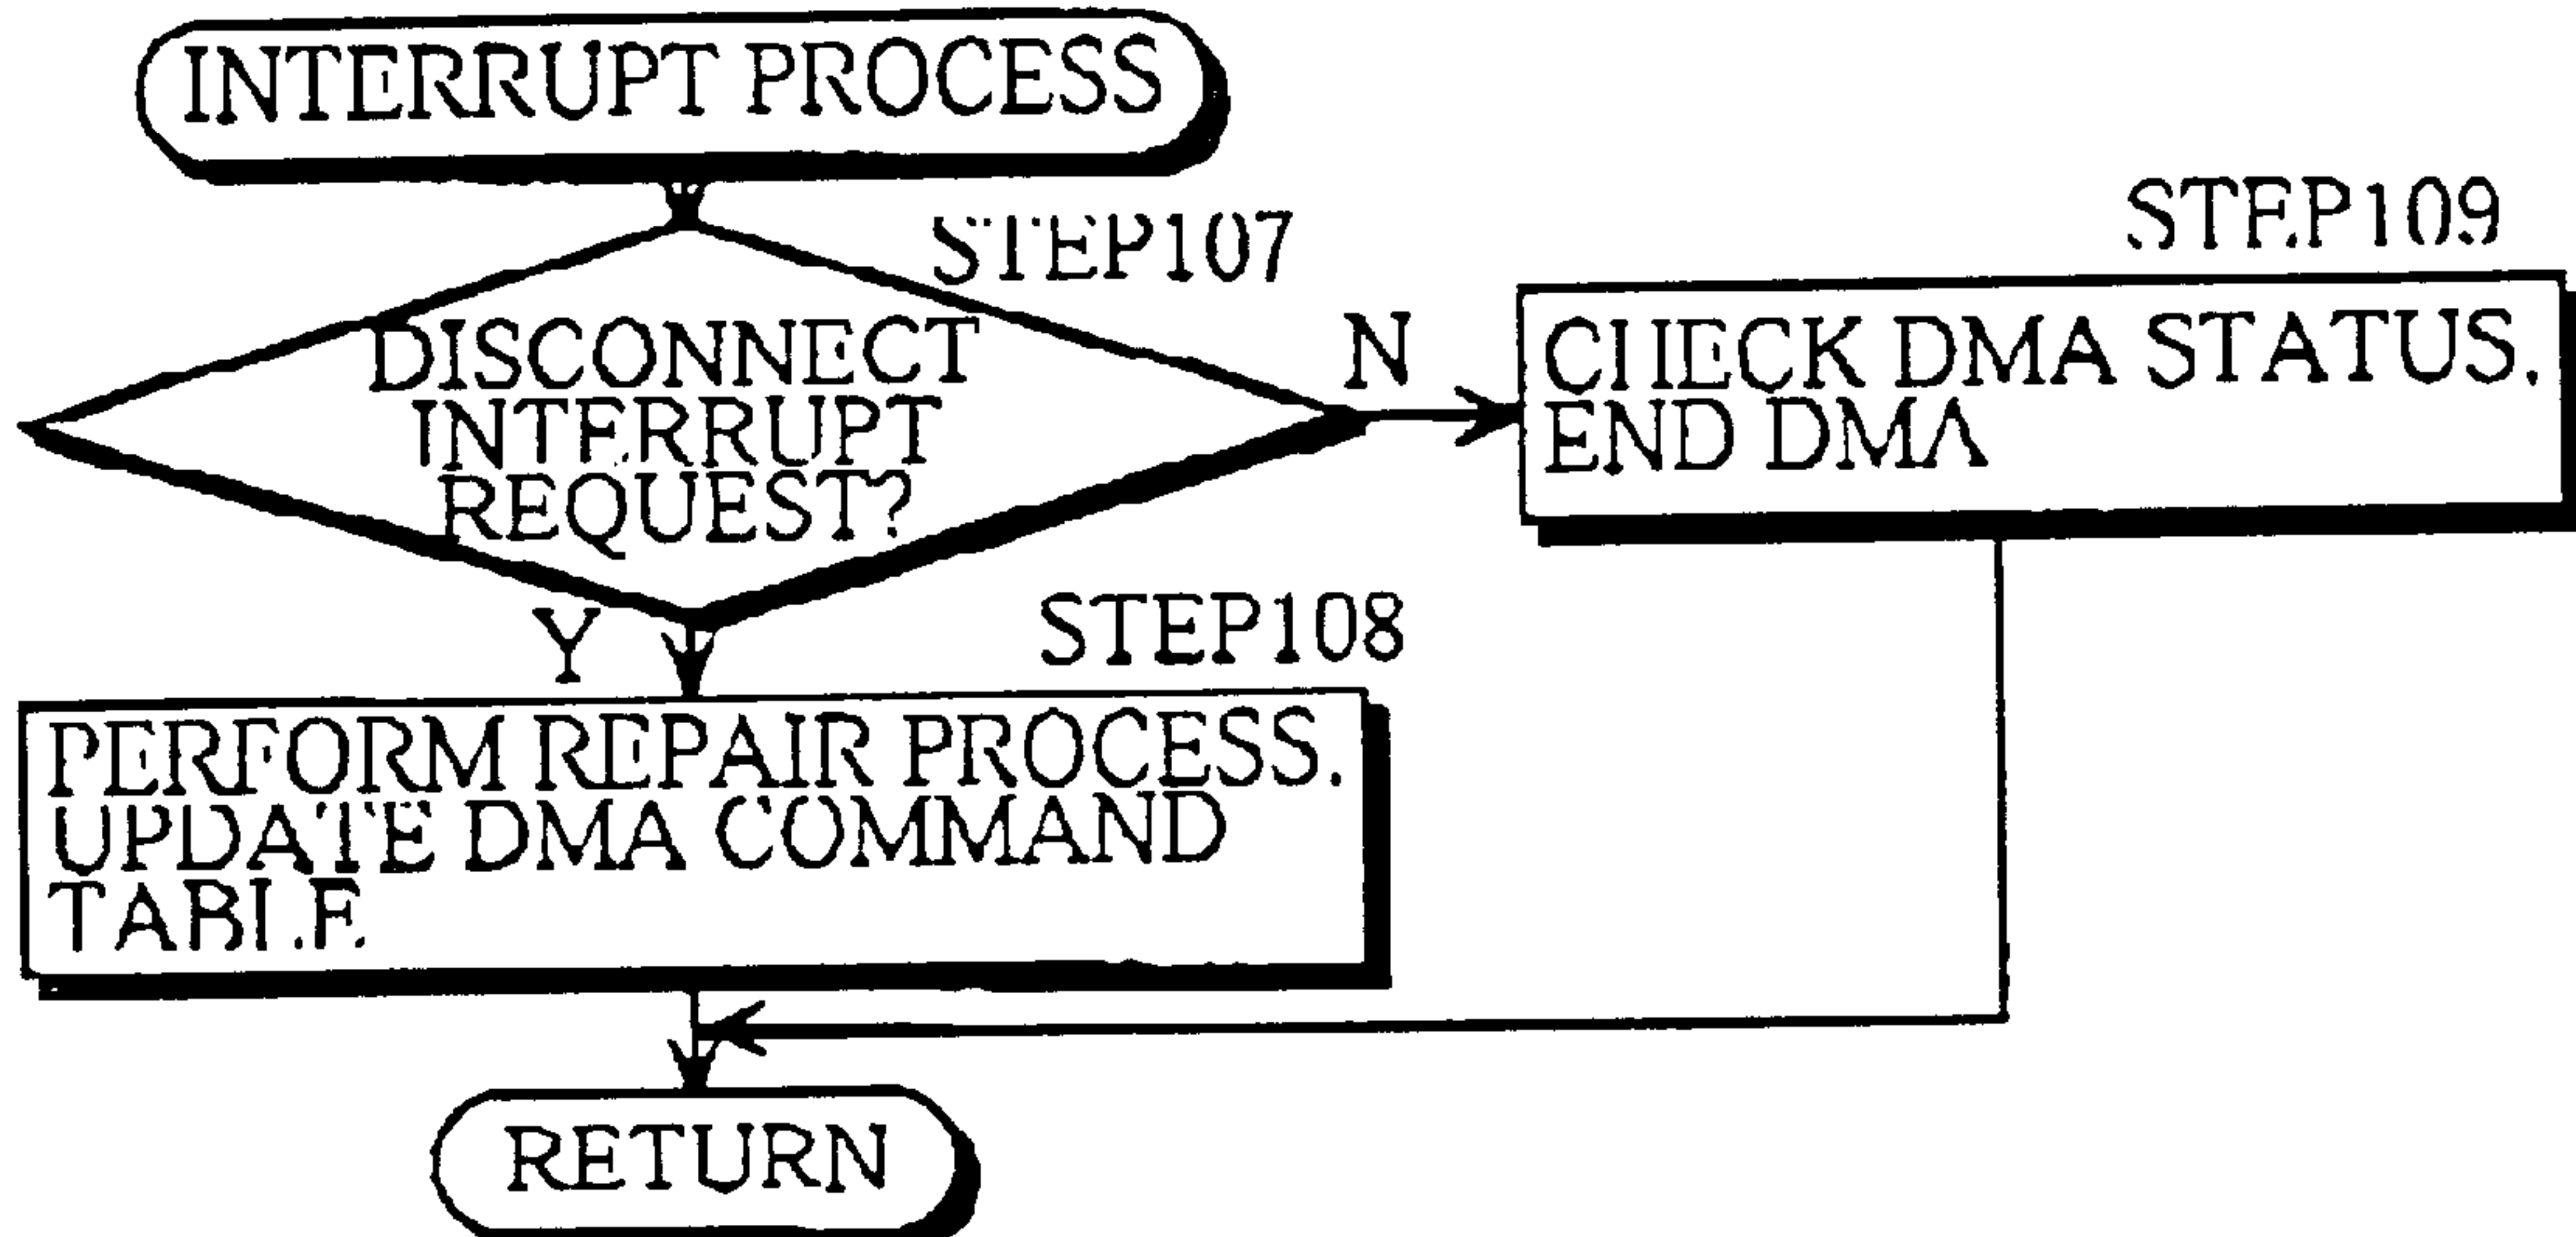 INTERRUPT PROCESS
STEP107
DISCONNECT
INTERRUPT
REQUEST?
N
STEP109
CHECK DMA STATUS.
END DMA
Y
STEP108
PERFORM REPAIR PROCESS.
UPDATE DMA COMMAND
TABLE
RETURN